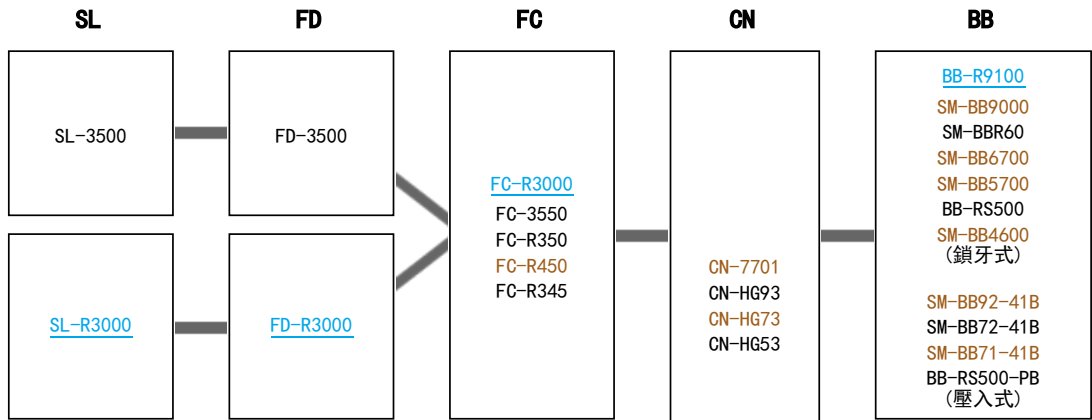 SL
FD
FC
CN
BB
SL-3500
SL-R3000
FD-3500
FD-R3000
FC-R3000
FC-3550
FC-R350
FC-R450
FC-R345
CN-7701
CN-HG93
CN-HG73
CN-HG53
BB-R9100
SM-BB9000
SM-BBR60
SM-BB6700
SM-BB5700
BB-RS500
SM-BB4600
(鎖牙式)
SM-BB92-41B
SM-BB72-41B
SM-BB71-41B
BB-RS500-PB
(壓入式)